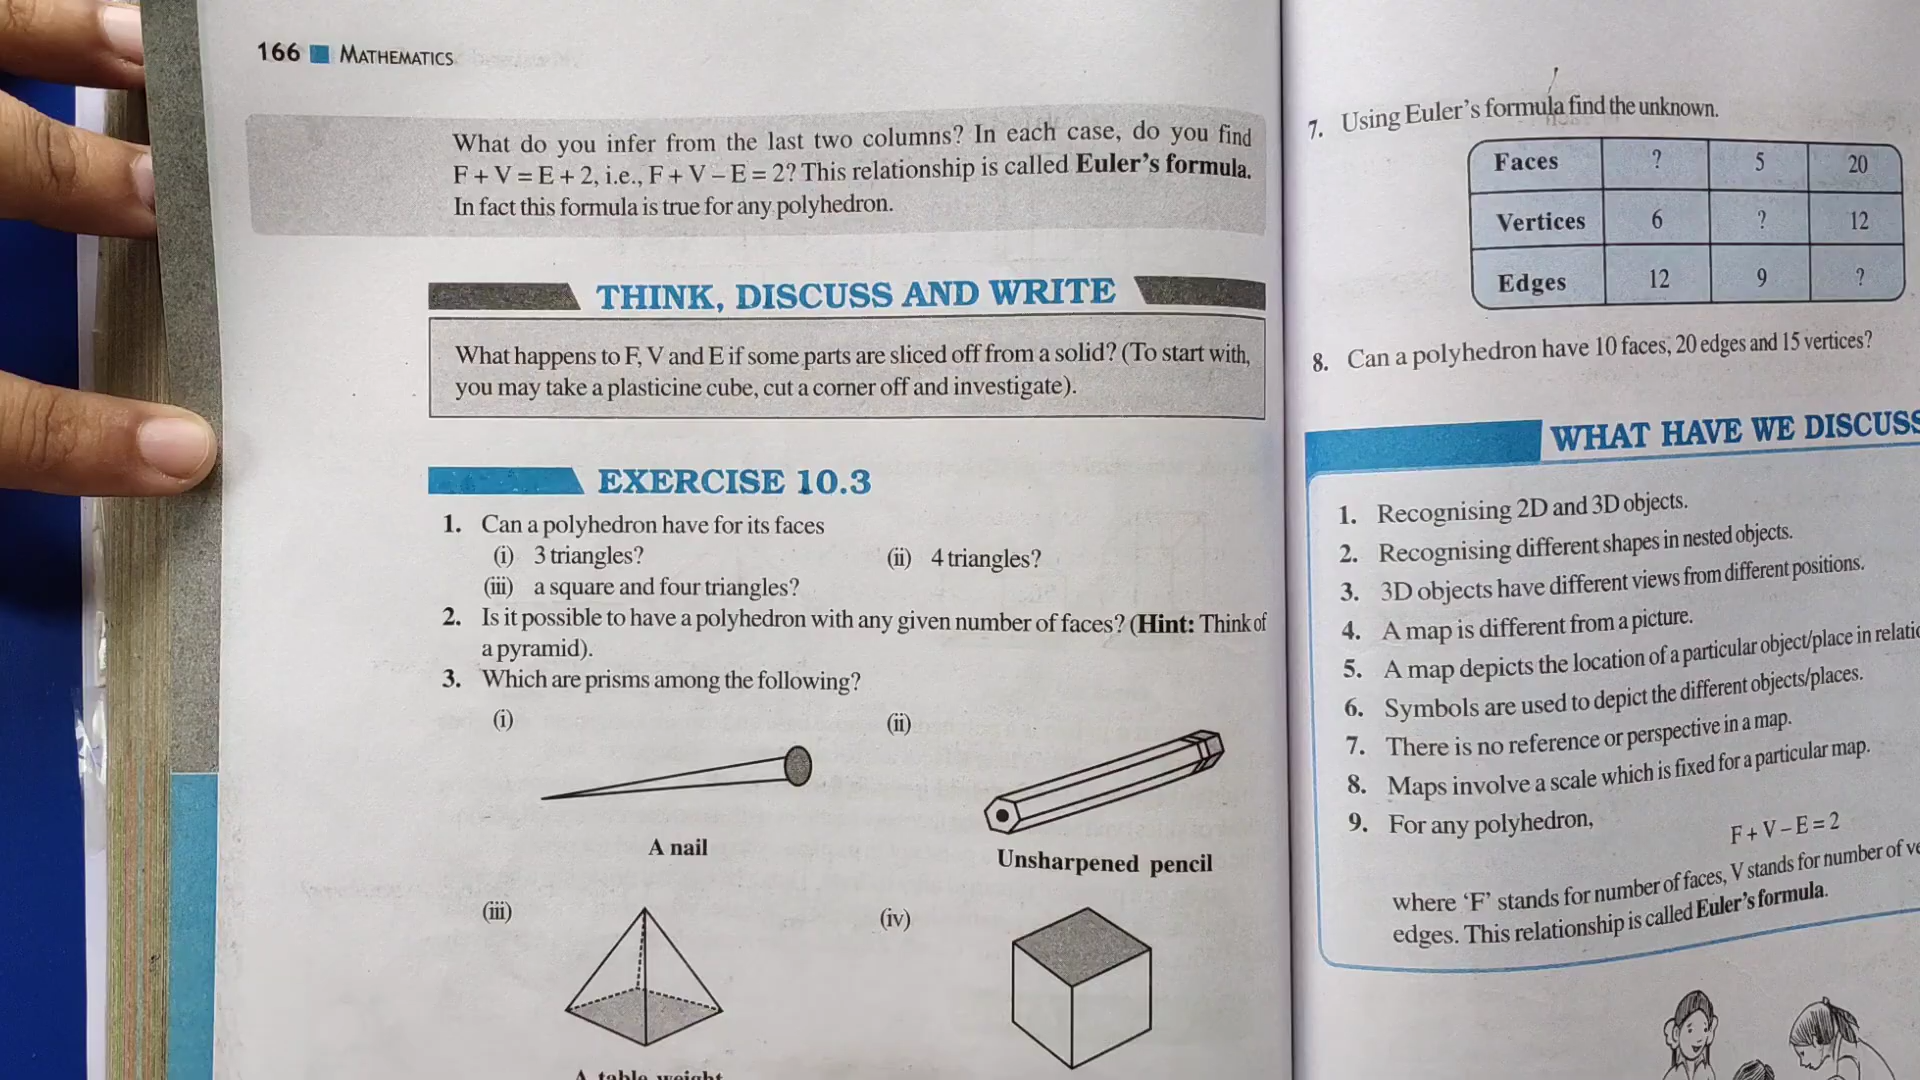 166 MATHEMATICS
What do you infer from the last two columns? In each case, do you find
F + V = E + 2, i.e., F + V – E = 2? This relationship is called Euler's formula.
In fact this formula is true for any polyhedron.
THINK, DISCUSS AND WRITE
What happens to F, V and E if some parts are sliced off from a solid? (To start with,
you may take a plasticine cube, cut a corner off and investigate).
EXERCISE 10.3
1. Can a polyhedron have for its faces
(i) 3 triangles? (ii) 4 triangles?
(iii) a square and four triangles?
2. Is it possible to have a polyhedron with any given number of faces? (Hint: Think of
a pyramid).
3. Which are prisms among the following?
(i) (ii)
A nail Unsharpened pencil
(iii) (iv)
A table weight
7. Using Euler's formula find the unknown.
Faces ? 5 20
Vertices 6 ? 12
Edges 12 9 ?
8. Can a polyhedron have 10 faces, 20 edges and 15 vertices?
WHAT HAVE WE DISCUSS
1. Recognising 2D and 3D objects.
2. Recognising different shapes in nested objects.
3. 3D objects have different views from different positions.
4. A map is different from a picture.
5. A map depicts the location of a particular object/place in
6. Symbols are used to depict the different objects/places.
7. There is no reference or perspective in a map.
8. Maps involve a scale which is fixed for a particular map.
9. For any polyhedron,
F + V – E = 2
where 'F' stands for number of faces, V stands for number of
edges. This relationship is called Euler's formula.